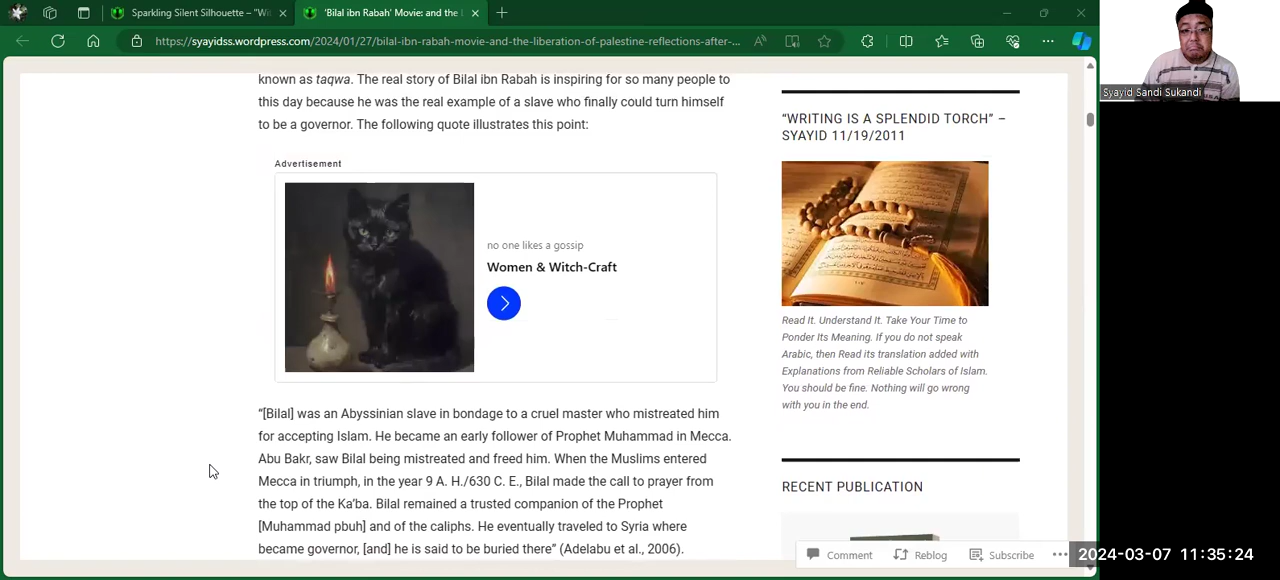 Sparkling Silent Silhouette – "Wi
'Bilal ibn Rabah' Movie: and the L
https://syayidss.wordpress.com/2024/01/27/bilal-ibn-rabah-movie-and-the-liberation-of-palestine-reflections-after-...
Syayid Sandi Sukandi
known as taqwa. The real story of Bilal ibn Rabah is inspiring for so many people to
this day because he was the real example of a slave who finally could turn himself
to be a governor. The following quote illustrates this point:
Advertisement
no one likes a gossip
Women & Witch-Craft
"[Bilal] was an Abyssinian slave in bondage to a cruel master who mistreated him
for accepting Islam. He became an early follower of Prophet Muhammad in Mecca.
Abu Bakr, saw Bilal being mistreated and freed him. When the Muslims entered
Mecca in triumph, in the year 9 A. H./630 C. E., Bilal made the call to prayer from
the top of the Ka'ba. Bilal remained a trusted companion of the Prophet
[Muhammad pbuh] and of the caliphs. He eventually traveled to Syria where
became governor, [and] he is said to be buried there" (Adelabu et al., 2006).
"WRITING IS A SPLENDID TORCH" –
SYAYID 11/19/2011
Read It. Understand It. Take Your Time to
Ponder Its Meaning. If you do not speak
Arabic, then Read its translation added with
Explanations from Reliable Scholars of Islam.
You should be fine. Nothing will go wrong
with you in the end.
RECENT PUBLICATION
Comment
Reblog
Subscribe
2024-03-07 11:35:24